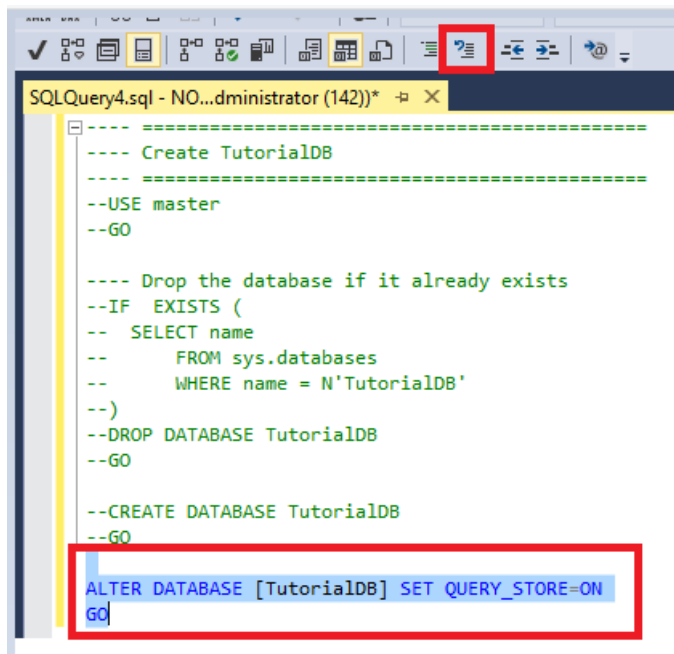 SQLQuery4.sql - NO...dministrator (142))*
---- =============================================
---- Create TutorialDB
---- =============================================
--USE master
--GO
---- Drop the database if it already exists
--IF  EXISTS (
--  SELECT name
--      FROM sys.databases
--      WHERE name = N'TutorialDB'
--)
--DROP DATABASE TutorialDB
--GO
--CREATE DATABASE TutorialDB
--GO
ALTER DATABASE [TutorialDB] SET QUERY_STORE=ON
GO